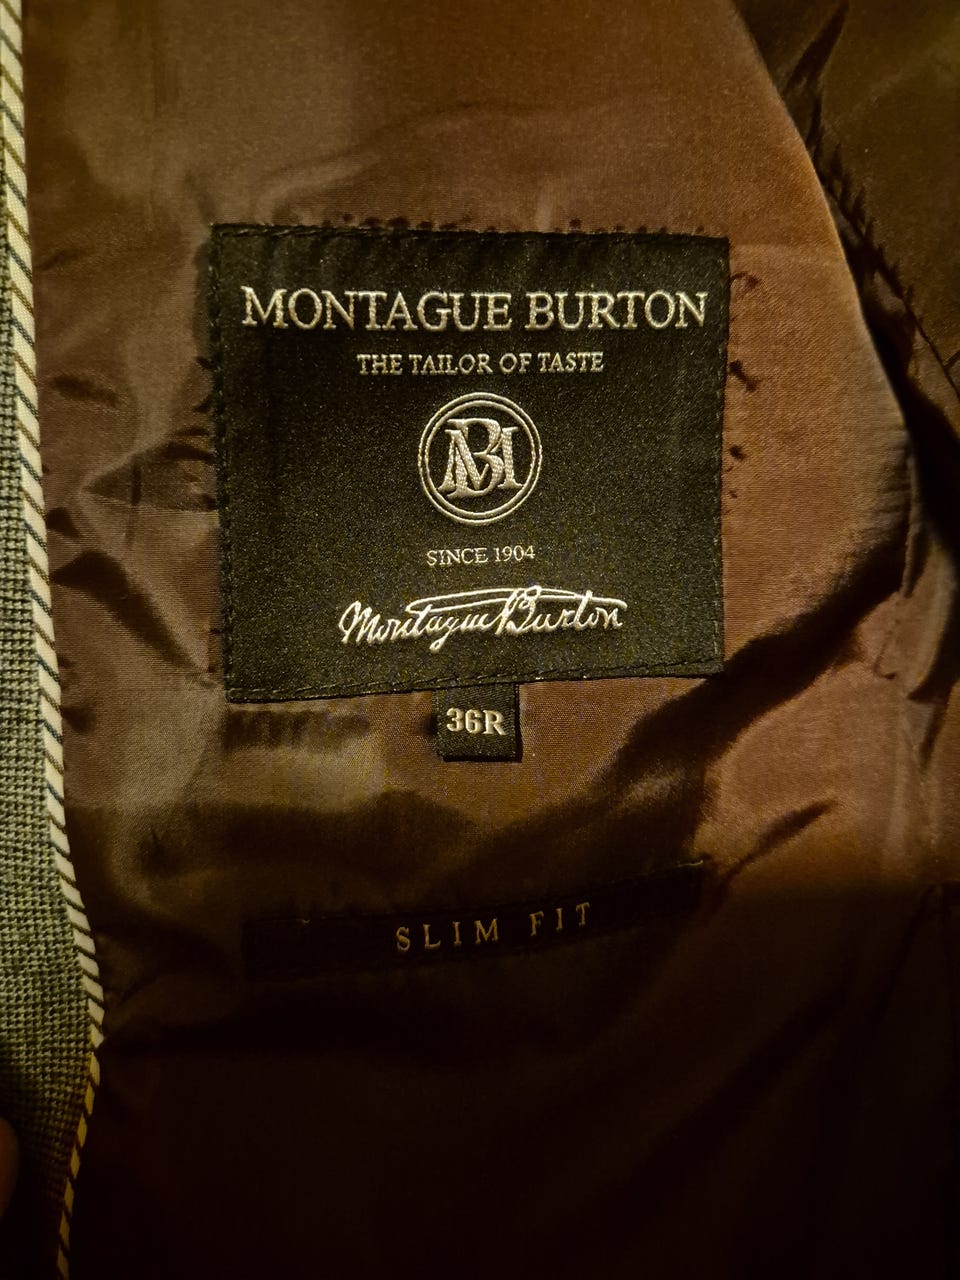 MONTAGUE BURTON
THE TAILOR OF TASTE
MB
SINCE 1904
Montague Burton
36R
SLIM FIT